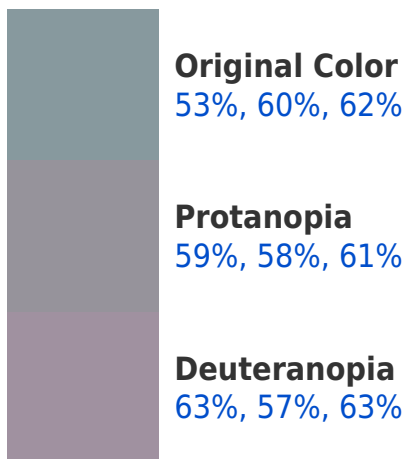 Original Color
53%, 60%, 62%
Protanopia
59%, 58%, 61%
Deuteranopia
63%, 57%, 63%